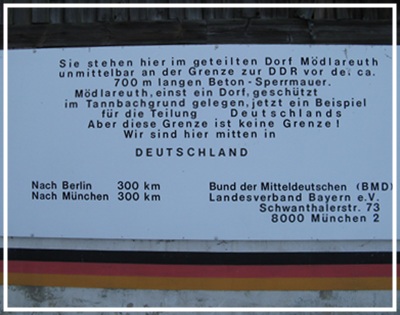 Sie stehen hier im geteilten Dorf Mödlareuth
unmittelbar an der Grenze zur DDR vor der ca.
700 m langen Beton - Sperrmauer.
Mödlareuth, einst ein Dorf, geschützt
im Tannbachgrund gelegen, jetzt ein Beispiel
für die Teilung Deutschlands
Aber diese Grenze ist keine Grenze !
Wir sind hier mitten in
DEUTSCHLAND
Nach Berlin 300 km
Nach München 300 km
Bund der Mitteldeutschen (BMD)
Landesverband Bayern e.V.
Schwanthalerstr. 73
8000 München 2